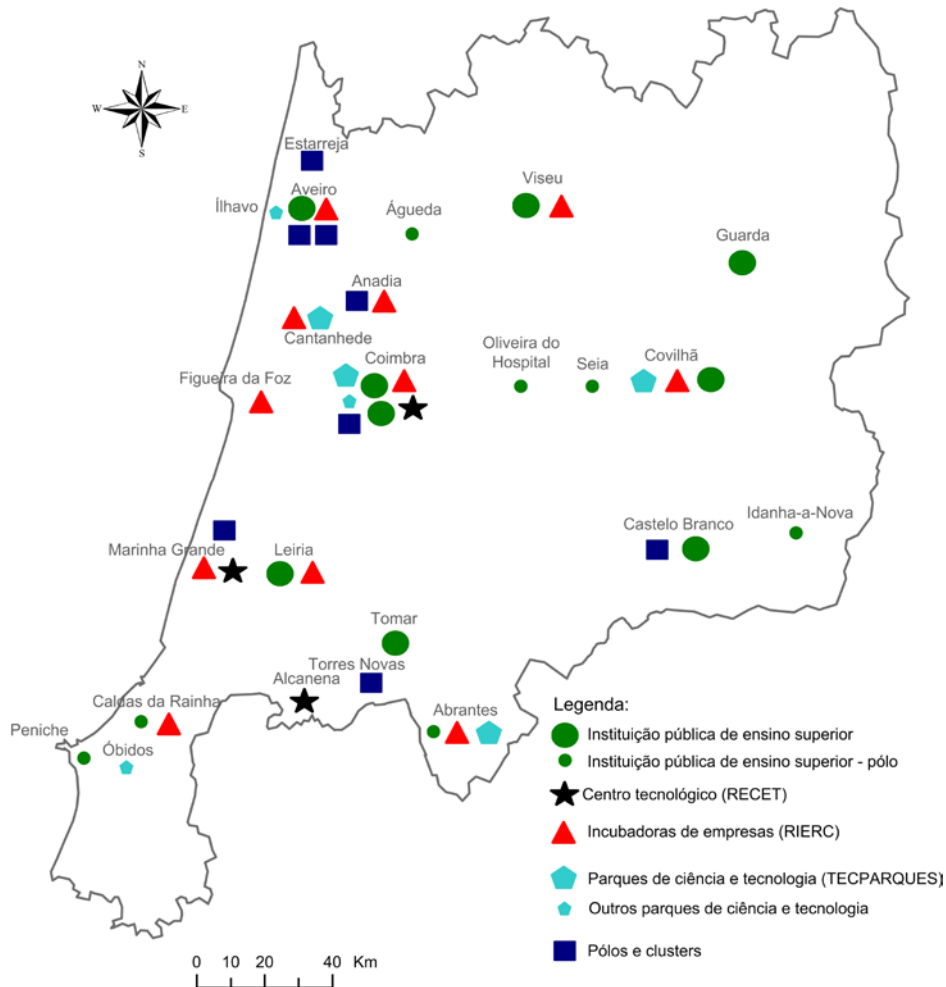 N
W
E
S
Estarreja
Aveiro
Ílhavo
Águeda
Viseu
Guarda
Anadia
Cantanhede
Coimbra
Figueira da Foz
Oliveira do
Hospital
Seia
Covilhã
Castelo Branco
Idanha-a-Nova
Marinha Grande
Leiria
Tomar
Torres Novas
Alcanena
Caldas da Rainha
Peniche
Óbidos
Abrantes
Legenda:
Instituição pública de ensino superior
Instituição pública de ensino superior - pólo
Centro tecnológico (RECET)
Incubadoras de empresas (RIERC)
Parques de ciência e tecnologia (TECPARQUES)
Outros parques de ciência e tecnologia
Pólos e clusters
0 10 20 40 Km